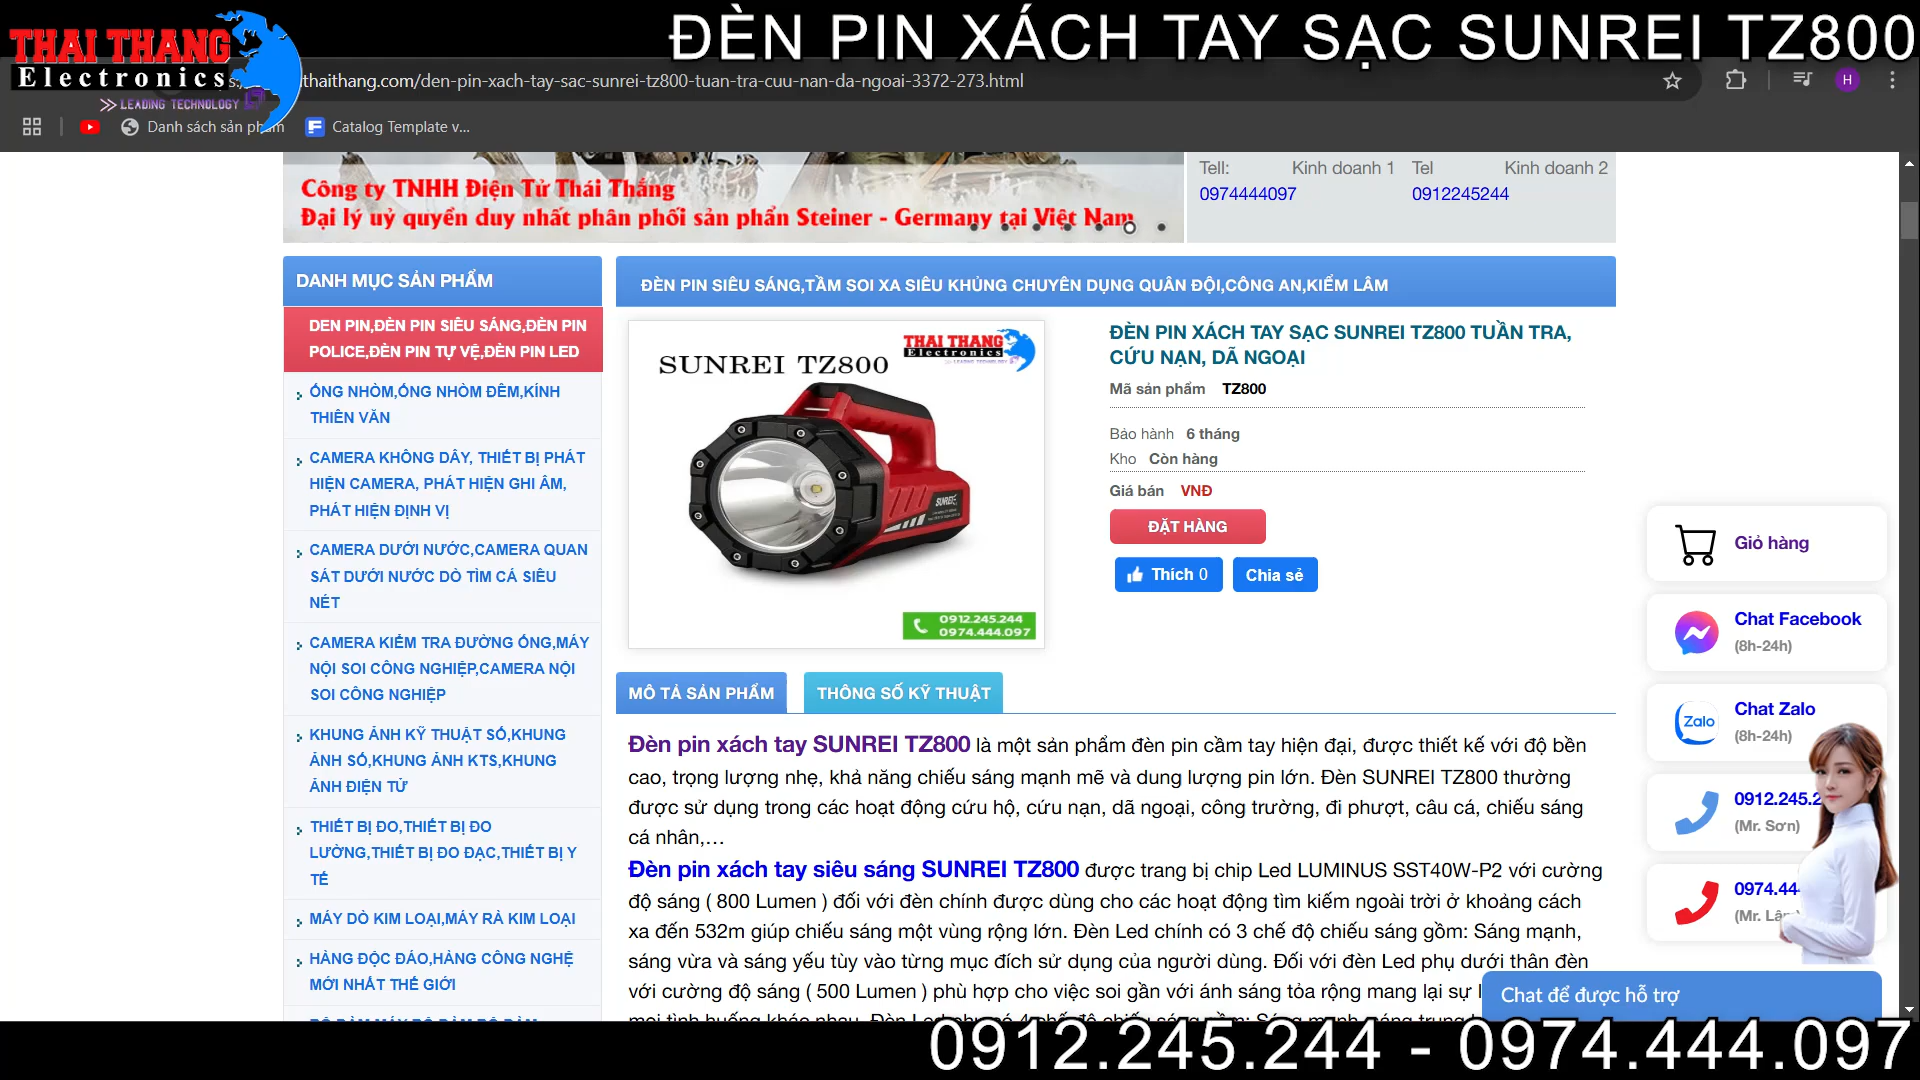 ĐÈN PIN XÁCH TAY SẠC SUNREI TZ800
THAI THANG
Electronics
LEADING TECHNOLOGY
thaithang.com/den-pin-xach-tay-sac-sunrei-tz800-tuan-tra-cuu-nan-da-ngoai-3372-273.html
H
Danh sách sản phẩm
Catalog Template v...
Công ty TNHH Điện Tử Thái Thắng
Đại lý uỷ quyền duy nhất phân phối sản phẩn Steiner - Germany tại Việt Nam
Tell: Kinh doanh 1 Tel Kinh doanh 2
0974444097 0912245244
DANH MỤC SẢN PHẨM
DEN PIN,ĐÈN PIN SIÊU SÁNG,ĐÈN PIN
POLICE,ĐÈN PIN TỰ VỆ,ĐÈN PIN LED
ỐNG NHÒM,ỐNG NHÒM ĐÊM,KÍNH
THIÊN VĂN
CAMERA KHÔNG DÂY, THIẾT BỊ PHÁT
HIỆN CAMERA, PHÁT HIỆN GHI ÂM,
PHÁT HIỆN ĐỊNH VỊ
CAMERA DƯỚI NƯỚC,CAMERA QUAN
SÁT DƯỚI NƯỚC DÒ TÌM CÁ SIÊU
NÉT
CAMERA KIỂM TRA ĐƯỜNG ỐNG,MÁY
NỘI SOI CÔNG NGHIỆP,CAMERA NỘI
SOI CÔNG NGHIỆP
KHUNG ẢNH KỸ THUẬT SỐ,KHUNG
ẢNH SỐ,KHUNG ẢNH KTS,KHUNG
ẢNH ĐIỆN TỬ
THIẾT BỊ ĐO,THIẾT BỊ ĐO
LƯỜNG,THIẾT BỊ ĐO ĐẠC,THIẾT BỊ Y
TẾ
MÁY DÒ KIM LOẠI,MÁY RÀ KIM LOẠI
HÀNG ĐỘC ĐÁO,HÀNG CÔNG NGHỆ
MỚI NHẤT THẾ GIỚI
ĐÈN PIN SIÊU SÁNG,TẦM SOI XA SIÊU KHỦNG CHUYÊN DỤNG QUÂN ĐỘI,CÔNG AN,KIỂM LÂM
THAI THANG
Electronics
SUNREI TZ800
SUNREI
0912.245.244
0974.444.097
ĐÈN PIN XÁCH TAY SẠC SUNREI TZ800 TUẦN TRA,
CỨU NẠN, DÃ NGOẠI
Mã sản phẩm TZ800
Bảo hành 6 tháng
Kho Còn hàng
Giá bán VNĐ
ĐẶT HÀNG
Thích 0 Chia sẻ
MÔ TẢ SẢN PHẨM THÔNG SỐ KỸ THUẬT
Đèn pin xách tay SUNREI TZ800 là một sản phẩm đèn pin cầm tay hiện đại, được thiết kế với độ bền
cao, trọng lượng nhẹ, khả năng chiếu sáng mạnh mẽ và dung lượng pin lớn. Đèn SUNREI TZ800 thường
được sử dụng trong các hoạt động cứu hộ, cứu nạn, dã ngoại, công trường, đi phượt, câu cá, chiếu sáng
cá nhân,…
Đèn pin xách tay siêu sáng SUNREI TZ800 được trang bị chip Led LUMINUS SST40W-P2 với cường
độ sáng ( 800 Lumen ) đối với đèn chính được dùng cho các hoạt động tìm kiếm ngoài trời ở khoảng cách
xa đến 532m giúp chiếu sáng một vùng rộng lớn. Đèn Led chính có 3 chế độ chiếu sáng gồm: Sáng mạnh,
sáng vừa và sáng yếu tùy vào từng mục đích sử dụng của người dùng. Đối với đèn Led phụ dưới thân đèn
với cường độ sáng ( 500 Lumen ) phù hợp cho việc soi gần với ánh sáng tỏa rộng mang lại sự
Giỏ hàng
Chat Facebook
(8h-24h)
Zalo
Chat Zalo
(8h-24h)
0912.245.2
(Mr. Sơn)
0974.44
(Mr. Lâm)
Chat để được hỗ trợ
0912.245.244 - 0974.444.097